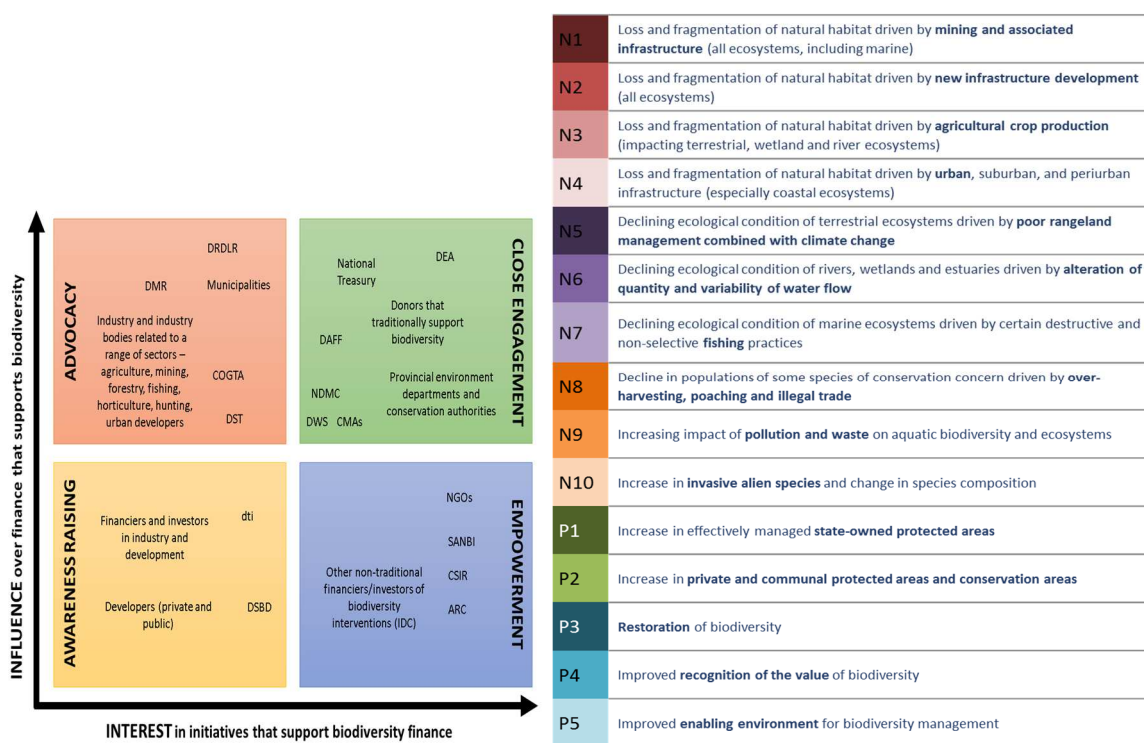 INFLUENCE over finance that supports biodiversity
ADVOCACY
DRDLR
DMR
Municipalities
Industry and industry
bodies related to a
range of sectors –
agriculture, mining,
forestry, fishing,
horticulture, hunting,
urban developers
COGTA
DST
CLOSE ENGAGEMENT
DEA
National
Treasury
Donors that
traditionally support
biodiversity
DAFF
NDMC
Provincial environment
departments and
conservation authorities
DWS CMAs
AWARENESS RAISING
Financiers and investors
in industry and
development
dti
Developers (private and
public)
DSBD
EMPOWERMENT
NGOs
SANBI
Other non-traditional
financiers/investors of
biodiversity
interventions (IDC)
CSIR
ARC
INTEREST in initiatives that support biodiversity finance
N1
Loss and fragmentation of natural habitat driven by mining and associated
infrastructure (all ecosystems, including marine)
N2
Loss and fragmentation of natural habitat driven by new infrastructure development
(all ecosystems)
N3
Loss and fragmentation of natural habitat driven by agricultural crop production
(impacting terrestrial, wetland and river ecosystems)
N4
Loss and fragmentation of natural habitat driven by urban, suburban, and periurban
infrastructure (especially coastal ecosystems)
N5
Declining ecological condition of terrestrial ecosystems driven by poor rangeland
management combined with climate change
N6
Declining ecological condition of rivers, wetlands and estuaries driven by alteration of
quantity and variability of water flow
N7
Declining ecological condition of marine ecosystems driven by certain destructive and
non-selective fishing practices
N8
Decline in populations of some species of conservation concern driven by over-
harvesting, poaching and illegal trade
N9
Increasing impact of pollution and waste on aquatic biodiversity and ecosystems
N10
Increase in invasive alien species and change in species composition
P1
Increase in effectively managed state-owned protected areas
P2
Increase in private and communal protected areas and conservation areas
P3
Restoration of biodiversity
P4
Improved recognition of the value of biodiversity
P5
Improved enabling environment for biodiversity management